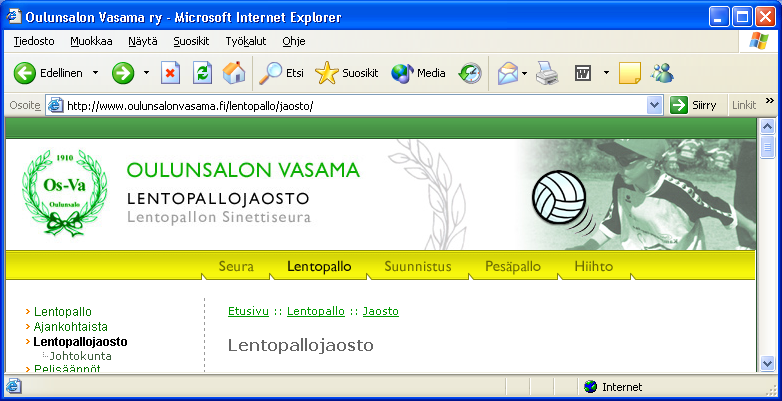 Oulunsalon Vasama ry - Microsoft Internet Explorer
Tiedosto Muokkaa Näytä Suosikit Työkalut Ohje
Edellinen Etsi Suosikit Media
Osoite http://www.oulunsalonvasama.fi/lentopallo/jaosto/ Siirry Linkit »
1910
Os-Va
Oulunsalo
OULUNSALON VASAMA
LENTOPALLOJAOSTO
Lentopallon Sinettiseura
Seura Lentopallo Suunnistus Pesäpallo Hiihto
Lentopallo
Ajankohtaista
Lentopallojaosto
Johtokunta
Pelisäännöt
Etusivu :: Lentopallo :: Jaosto
Lentopallojaosto
Internet